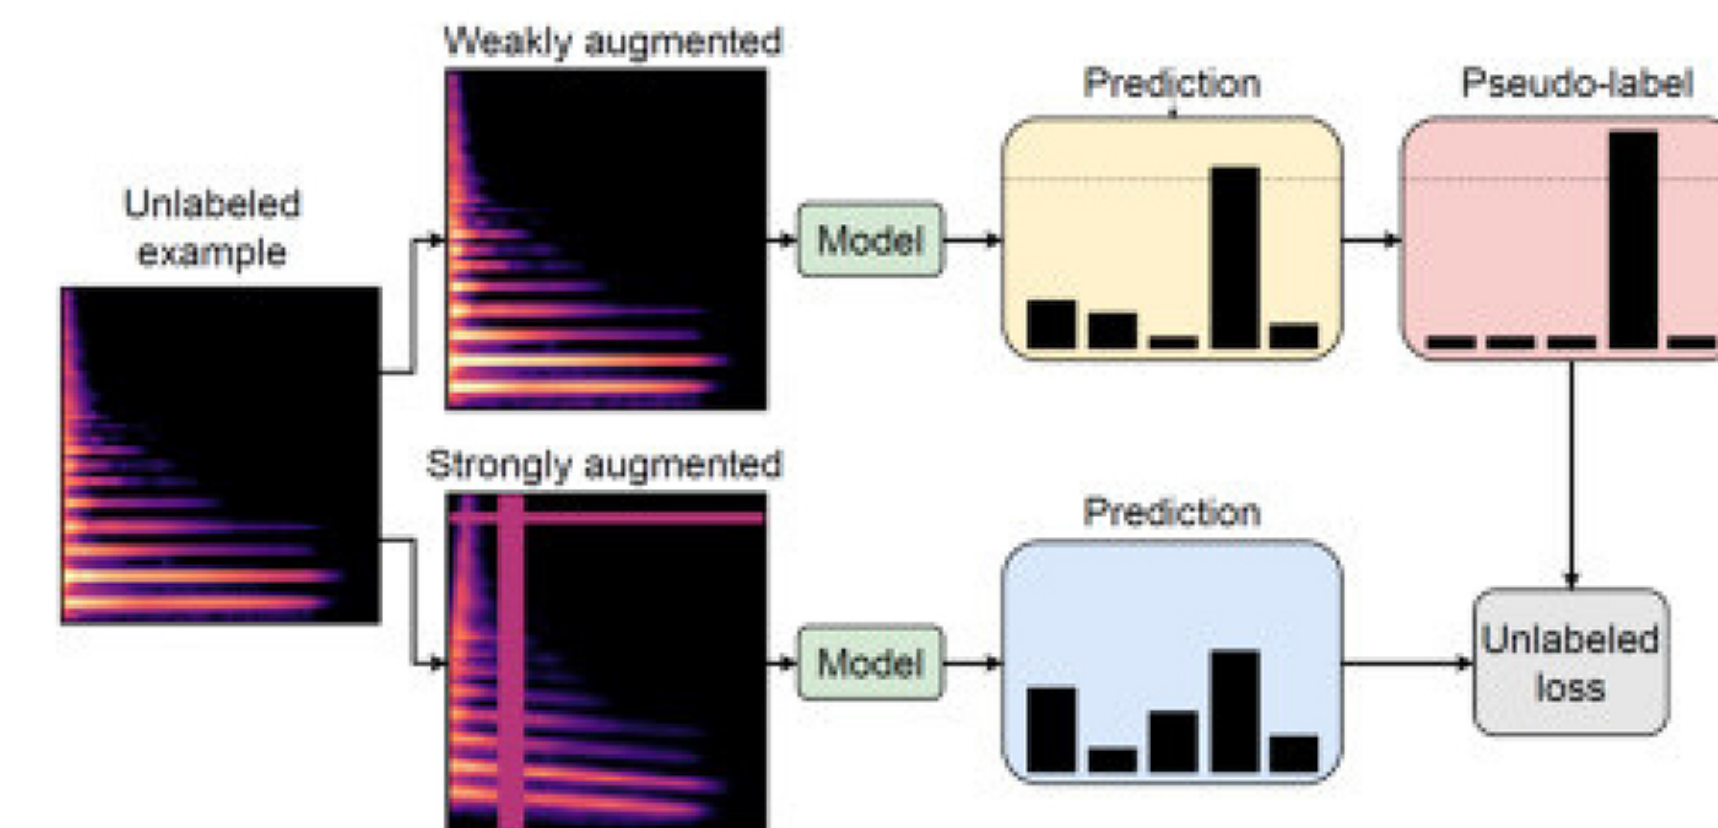 Weakly augmented
Prediction
Pseudo-label
Unlabeled
example
Model
Strongly augmented
Prediction
Model
Unlabeled
loss